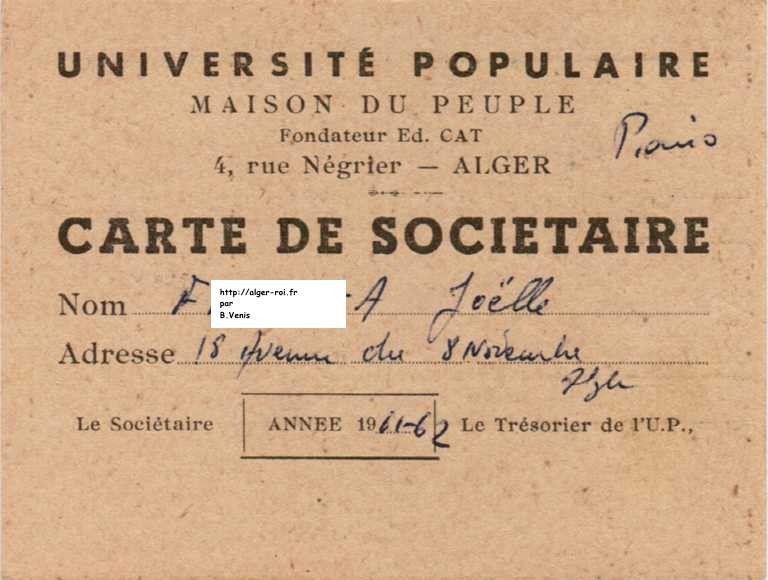 UNIVERSITÉ POPULAIRE
MAISON DU PEUPLE
Fondateur Ed. CAT
Piano
4, rue Négrier — ALGER
CARTE DE SOCIETAIRE
Nom F A Joëlle
http://alger-roi.fr
par
B.Venis
Adresse 18 Avenue du 8 Novembre
Alger
Le Sociétaire ANNEE 1961-62 Le Trésorier de l'U.P.,